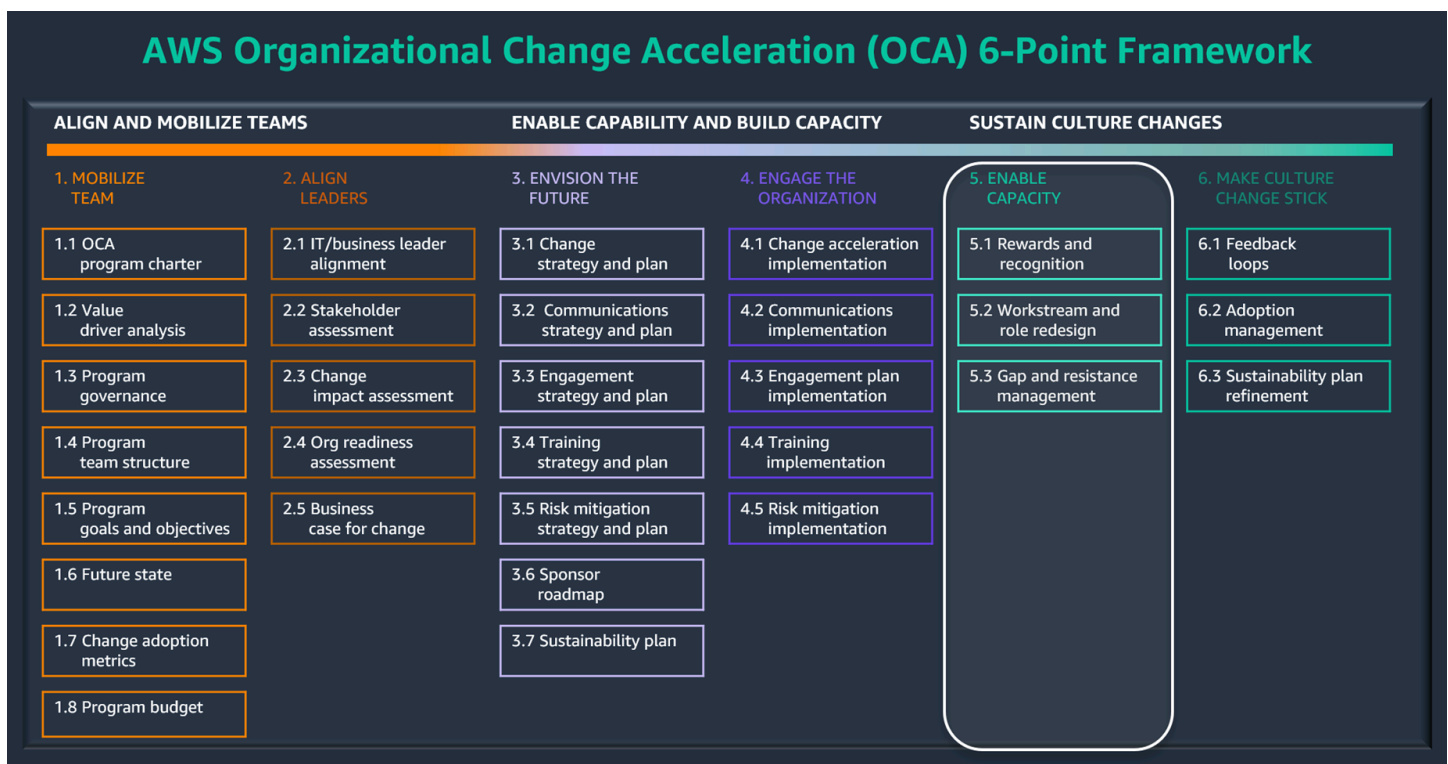 AWS Organizational Change Acceleration (OCA) 6-Point Framework
ALIGN AND MOBILIZE TEAMS
ENABLE CAPABILITY AND BUILD CAPACITY
SUSTAIN CULTURE CHANGES
1. MOBILIZE
TEAM
1.1 OCA
program charter
1.2 Value
driver analysis
1.3 Program
governance
1.4 Program
team structure
1.5 Program
goals and objectives
1.6 Future state
1.7 Change adoption
metrics
1.8 Program budget
2. ALIGN
LEADERS
2.1 IT/business leader
alignment
2.2 Stakeholder
assessment
2.3 Change
impact assessment
2.4 Org readiness
assessment
2.5 Business
case for change
3. ENVISION THE
FUTURE
3.1 Change
strategy and plan
3.2 Communications
strategy and plan
3.3 Engagement
strategy and plan
3.4 Training
strategy and plan
3.5 Risk mitigation
strategy and plan
3.6 Sponsor
roadmap
3.7 Sustainability plan
4. ENGAGE THE
ORGANIZATION
4.1 Change acceleration
implementation
4.2 Communications
implementation
4.3 Engagement plan
implementation
4.4 Training
implementation
4.5 Risk mitigation
implementation
5. ENABLE
CAPACITY
5.1 Rewards and
recognition
5.2 Workstream and
role redesign
5.3 Gap and resistance
management
6. MAKE CULTURE
CHANGE STICK
6.1 Feedback
loops
6.2 Adoption
management
6.3 Sustainability plan
refinement